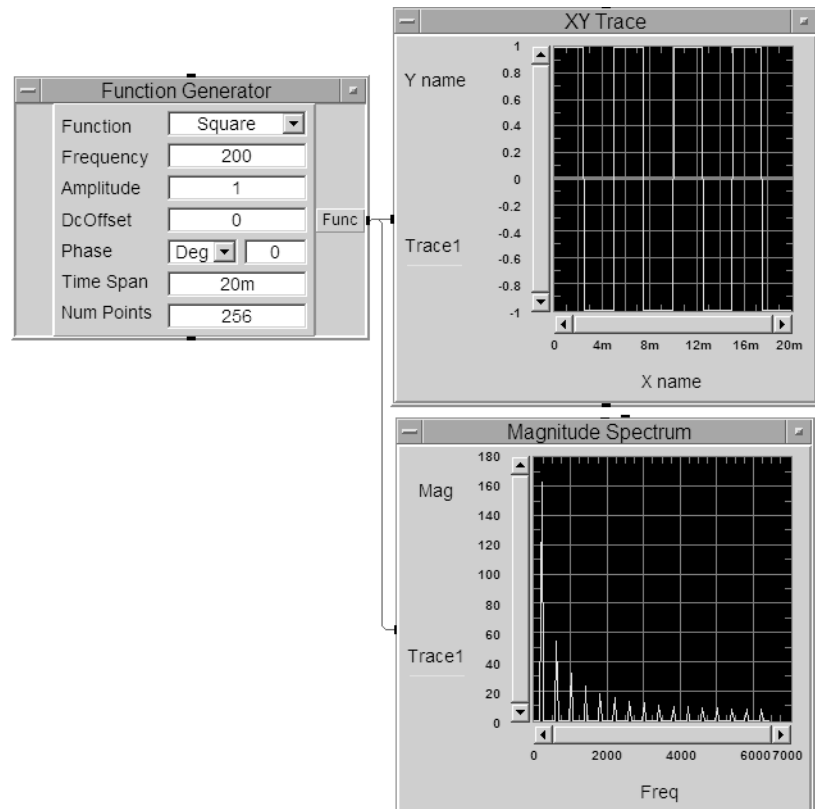 Function Generator
Function Square
Frequency 200
Amplitude 1
DcOffset 0
Phase Deg 0
Time Span 20m
Num Points 256
Func
XY Trace
Y name
Trace1
1
0.8
0.6
0.4
0.2
0
-0.2
-0.4
-0.6
-0.8
-1
0 4m 8m 12m 16m 20m
X name
Magnitude Spectrum
Mag
Trace1
180
160
140
120
100
80
60
40
20
0
0 2000 4000 6000 7000
Freq